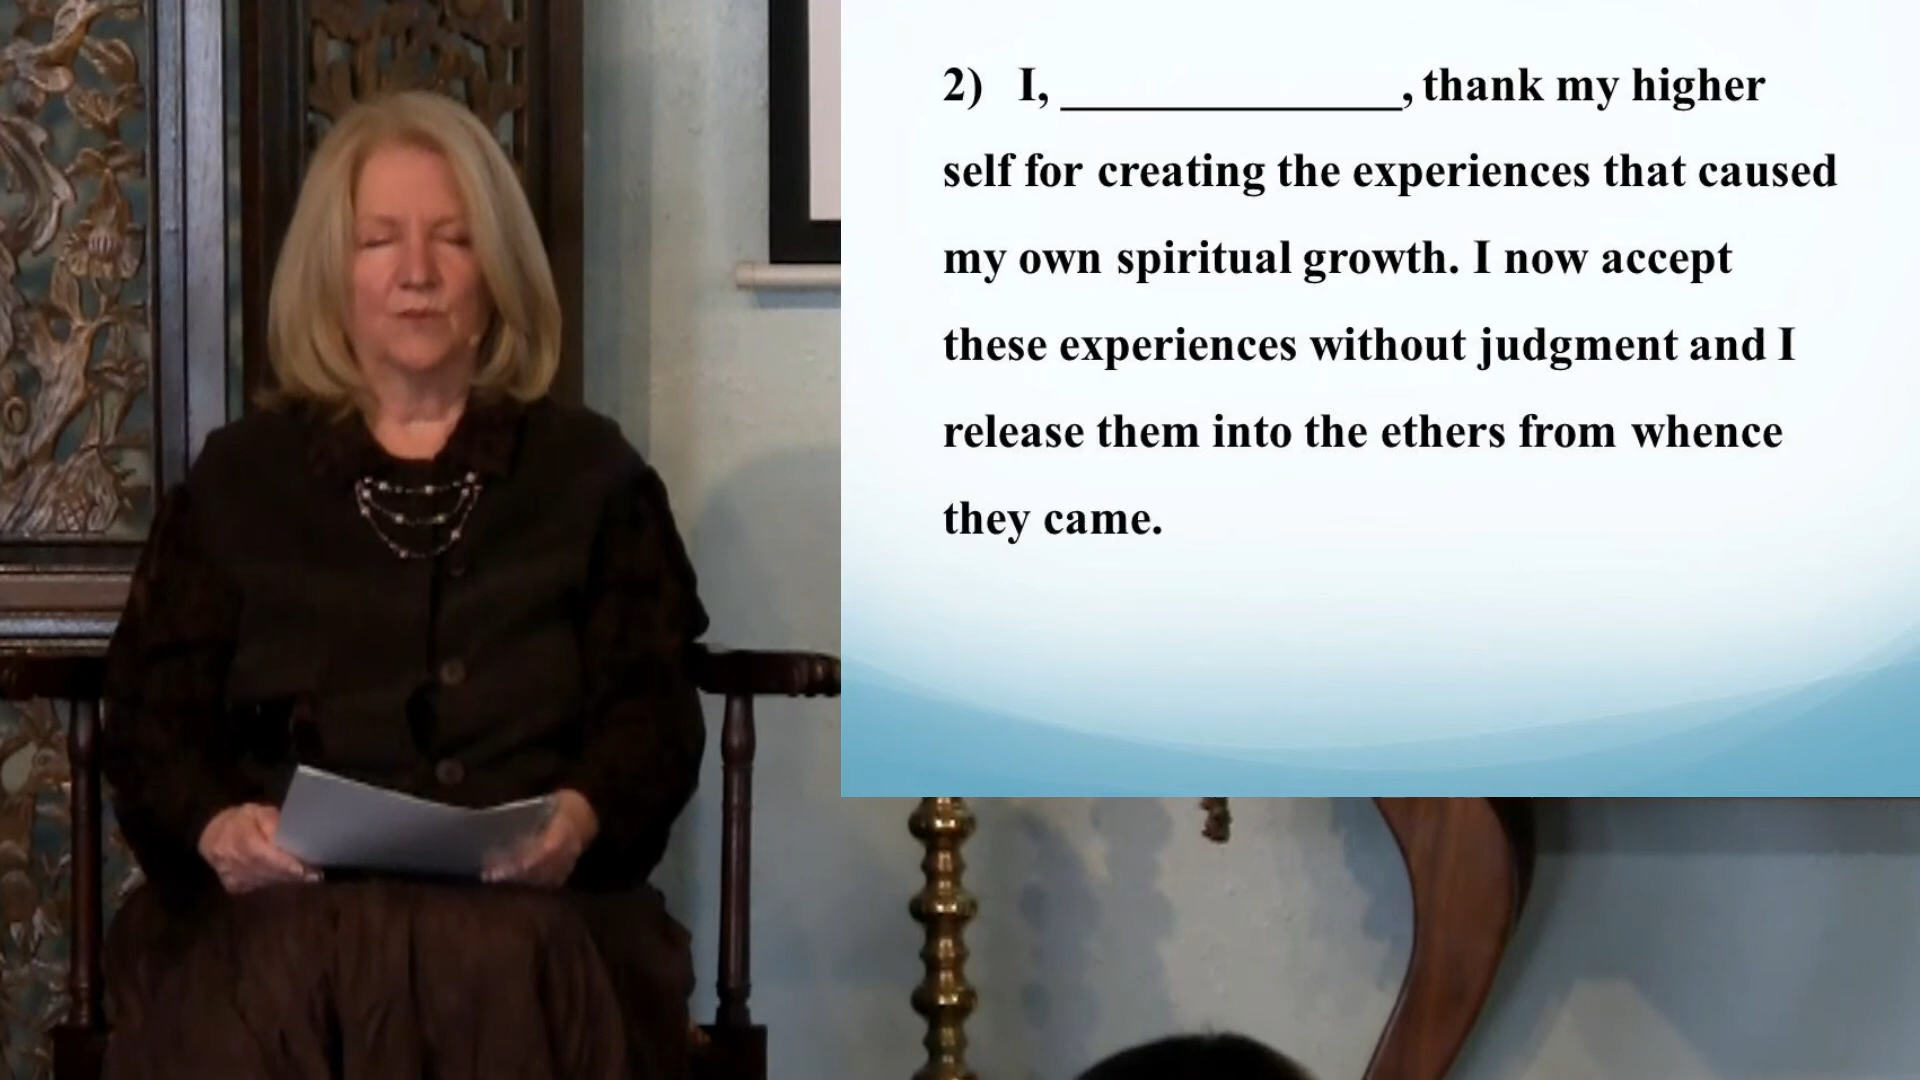 2) I, ______________, thank my higher
self for creating the experiences that caused
my own spiritual growth. I now accept
these experiences without judgment and I
release them into the ethers from whence
they came.